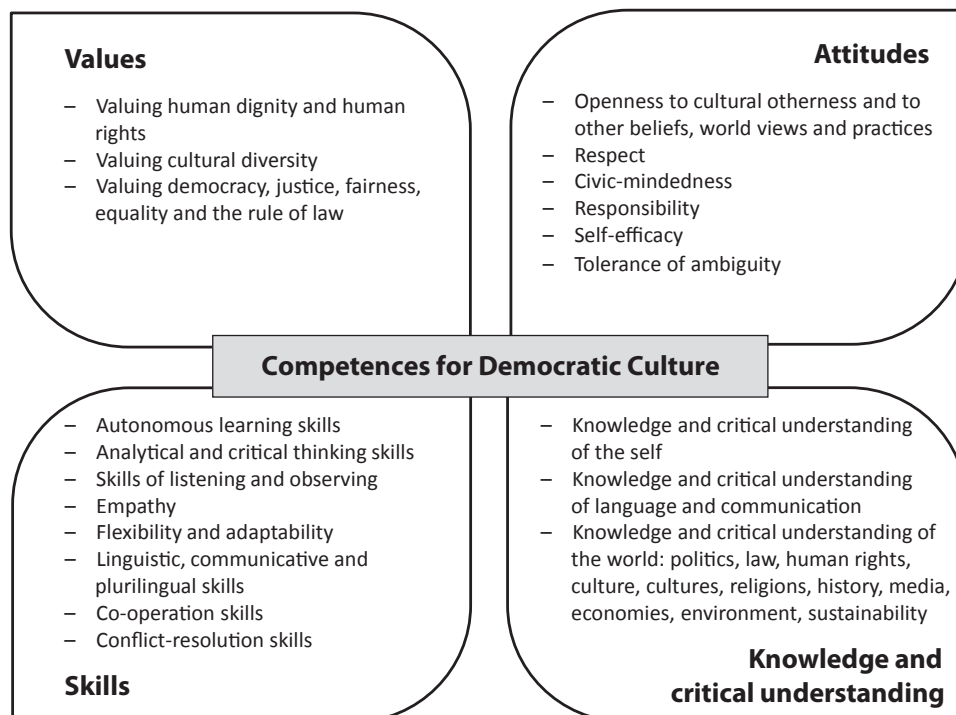 Values
– Valuing human dignity and human
rights
– Valuing cultural diversity
– Valuing democracy, justice, fairness,
equality and the rule of law
Attitudes
– Openness to cultural otherness and to
other beliefs, world views and practices
– Respect
– Civic-mindedness
– Responsibility
– Self-efficacy
– Tolerance of ambiguity
Competences for Democratic Culture
– Autonomous learning skills
– Analytical and critical thinking skills
– Skills of listening and observing
– Empathy
– Flexibility and adaptability
– Linguistic, communicative and
plurilingual skills
– Co-operation skills
– Conflict-resolution skills
Skills
– Knowledge and critical understanding
of the self
– Knowledge and critical understanding
of language and communication
– Knowledge and critical understanding of
the world: politics, law, human rights,
culture, cultures, religions, history, media,
economies, environment, sustainability
Knowledge and
critical understanding